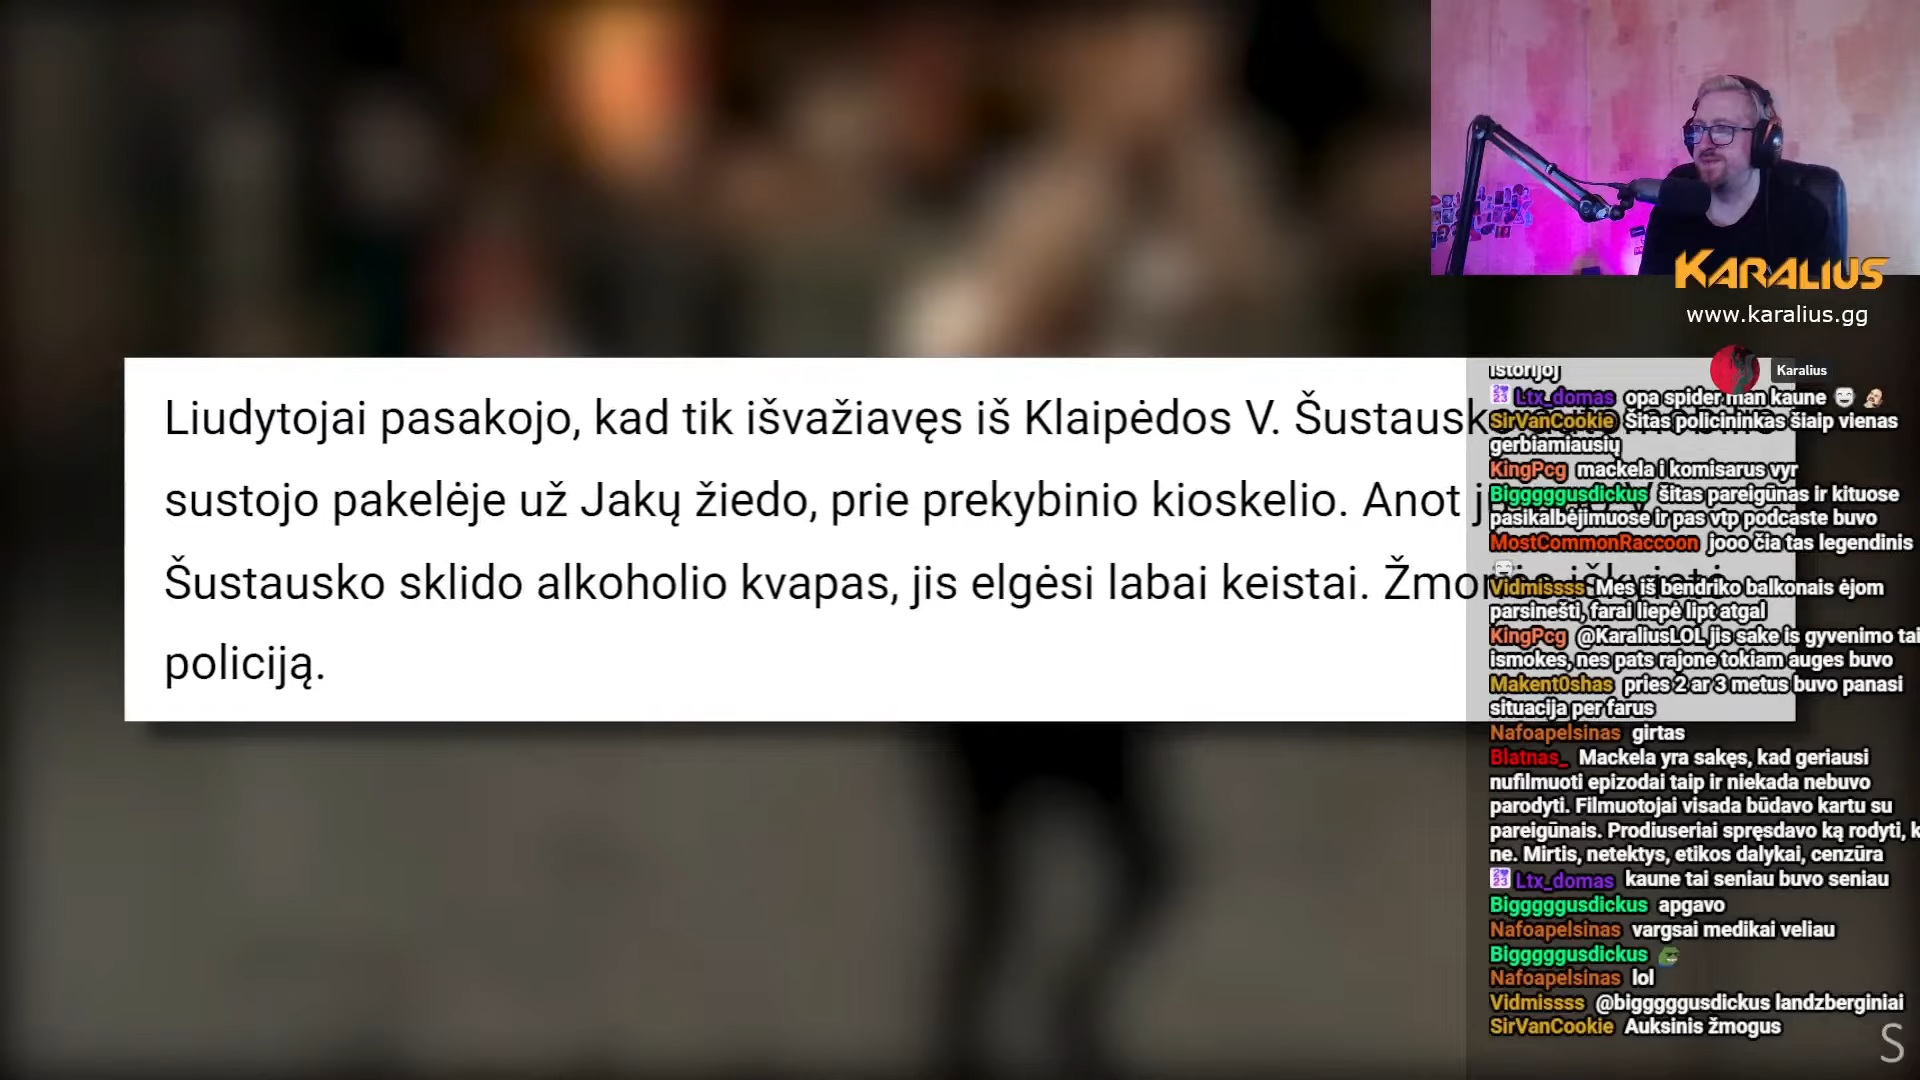 Liudytojai pasakojo, kad tik išvažiavęs iš Klaipėdos V.
sustojo pakelėje už Jakų žiedo, prie prekybinio kioskelio. Anot
Šustausko sklido alkoholio kvapas, jis elgėsi labai keistai.
policiją.
KARALIUS
www.karalius.gg
Karalius
istorijoj
Ltx_domas opa spider man kaune
SirVanCookie Šitas policininkas šiaip vienas
gerbiamiausių
KingPcg mackela i komisarus vyr
Bigggggusdickus šitas pareigūnas ir kituose
pasikalbėjimuose ir pas vtp podcaste buvo
MostCommonRaccoon jooo čia tas legendinis
Vidmissss Mes iš bendriko balkonais ėjom
parsinešti, farai liepė lipt atgal
KingPcg @KaraliusLOL jis sake is gyvenimo tai
ismokes, nes pats rajone tokiam auges buvo
Makent0shas pries 2 ar 3 metus buvo panasi
situacija per farus
Nafoapelsinas girtas
Blatnas_ Mackela yra sakęs, kad geriausi
nufilmuoti epizodai taip ir niekada nebuvo
parodyti. Filmuotojai visada būdavo kartu su
pareigūnais. Prodiuseriai spręsdavo ką rodyti,
ne. Mirtis, netektys, etikos dalykai, cenzūra
Ltx_domas kaune tai seniau buvo seniau
Bigggggusdickus apgavo
Nafoapelsinas vargsai medikai veliau
Bigggggusdickus
Nafoapelsinas lol
Vidmissss @bigggggusdickus landzberginiai
SirVanCookie Auksinis žmogus
S